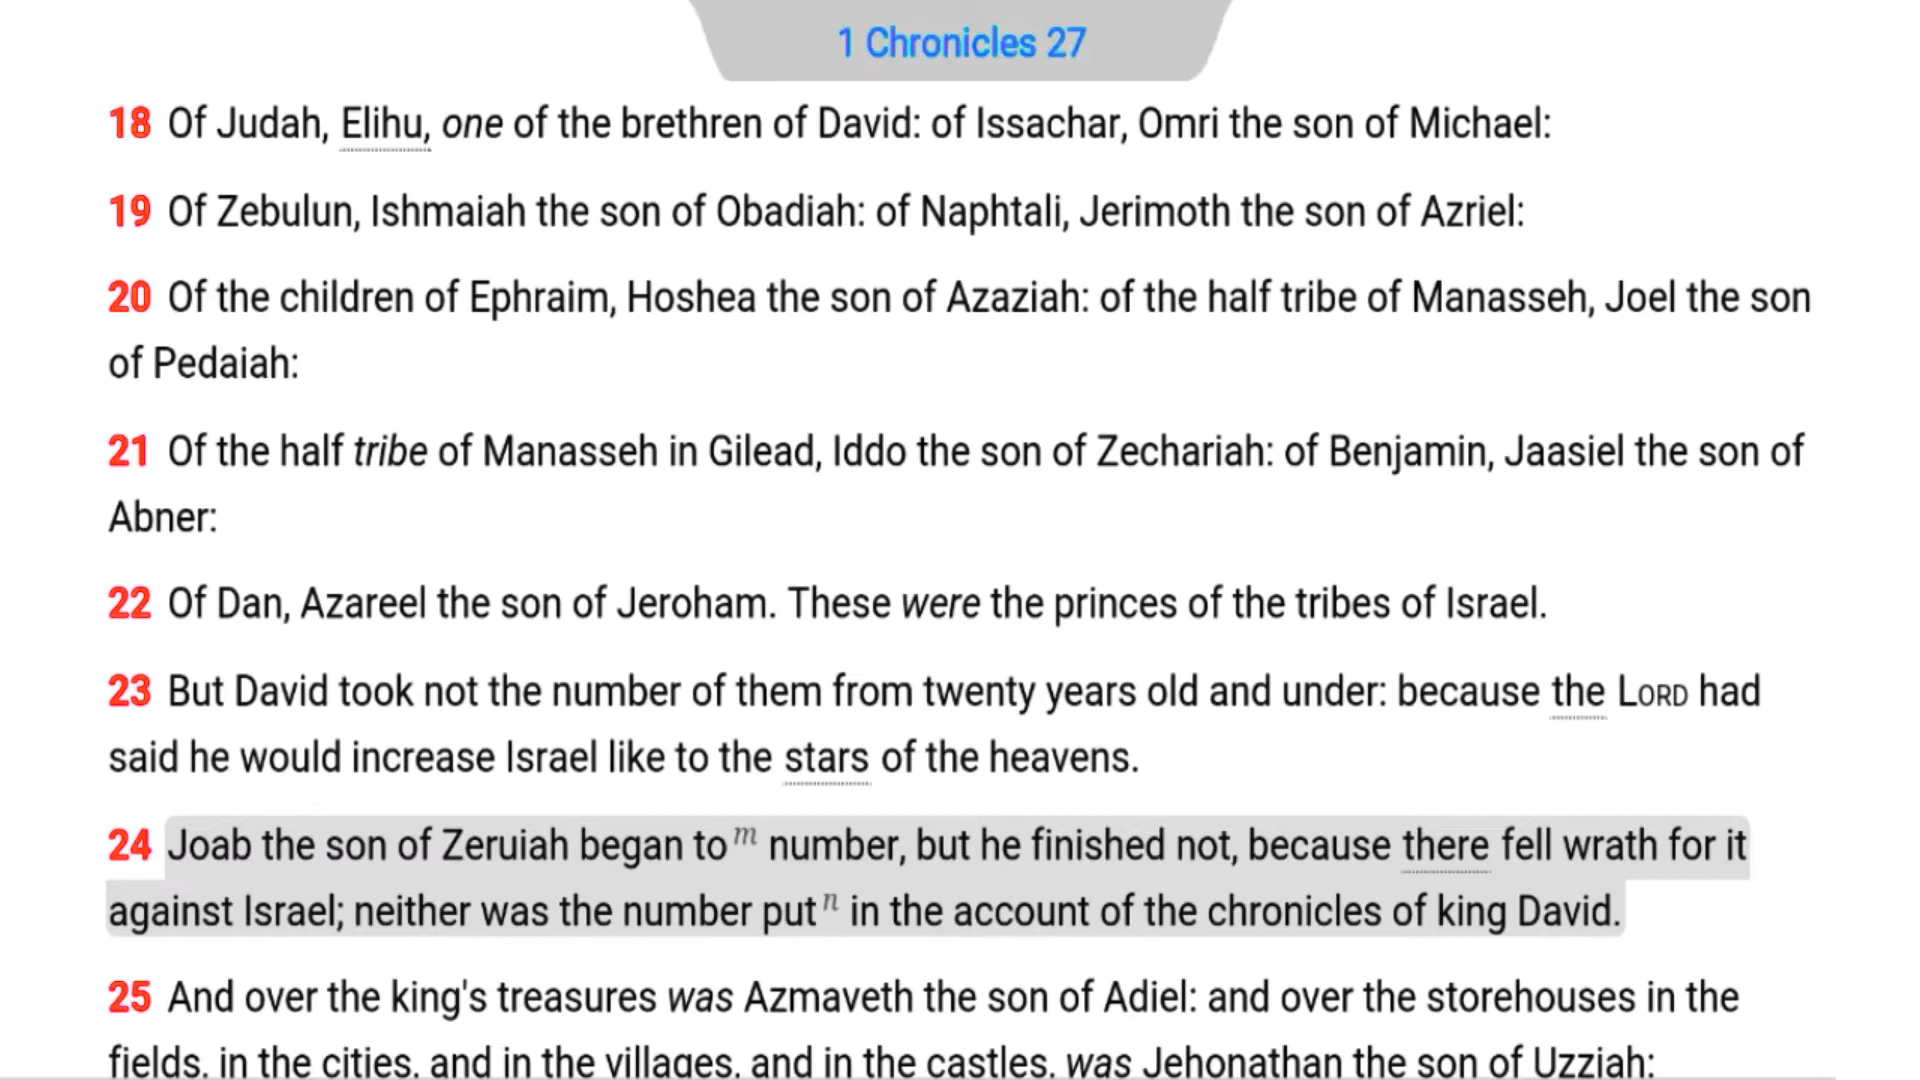 1 Chronicles 27
18 Of Judah, Elihu, one of the brethren of David: of Issachar, Omri the son of Michael:
19 Of Zebulun, Ishmaiah the son of Obadiah: of Naphtali, Jerimoth the son of Azriel:
20 Of the children of Ephraim, Hoshea the son of Azaziah: of the half tribe of Manasseh, Joel the son
of Pedaiah:
21 Of the half tribe of Manasseh in Gilead, Iddo the son of Zechariah: of Benjamin, Jaasiel the son of
Abner:
22 Of Dan, Azareel the son of Jeroham. These were the princes of the tribes of Israel.
23 But David took not the number of them from twenty years old and under: because the LORD had
said he would increase Israel like to the stars of the heavens.
24 Joab the son of Zeruiah began to m number, but he finished not, because there fell wrath for it
against Israel; neither was the number put n in the account of the chronicles of king David.
25 And over the king's treasures was Azmaveth the son of Adiel: and over the storehouses in the
fields, in the cities, and in the villages, and in the castles, was Jehonathan the son of Uzziah: